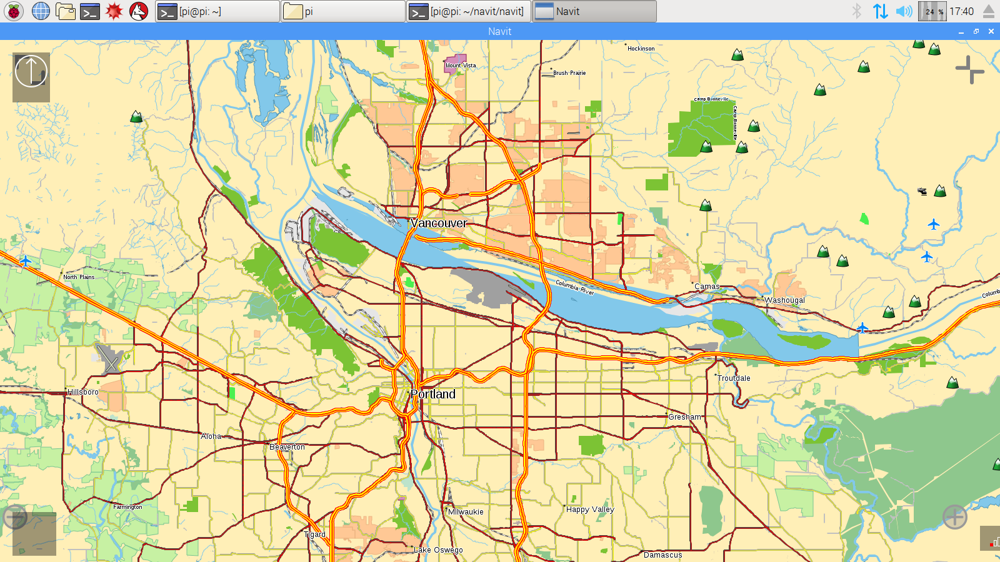 [pi@pi: ~]
pi
[pi@pi: ~/navit/navit]
Navit
24 %
17:40
Navit
Hockinson
Mount Vista
Brush Prairie
Camp Bonneville
Camp Bonneville
Vancouver
North Plains
Columbia River
Camas
Washougal
Columb
Troutdale
Hillsboro
Portland
Gresham
Aloha
Beaverton
Farmington
Milwaukie
Happy Valley
Tigard
Lake Oswego
Damascus